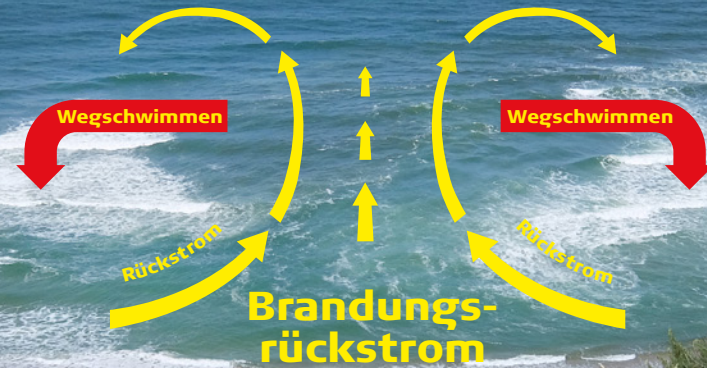 Wegschwimmen
Wegschwimmen
Rückstrom
Rückstrom
Brandungs-
rückstrom